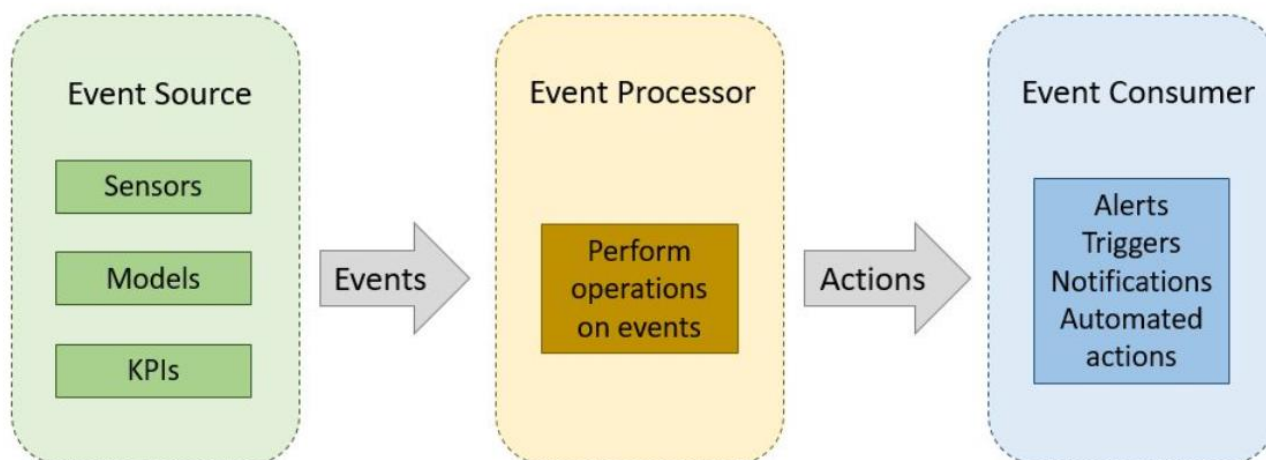 Event Source
Sensors
Models
KPIs
Events
Event Processor
Perform
operations
on events
Actions
Event Consumer
Alerts
Triggers
Notifications
Automated
actions